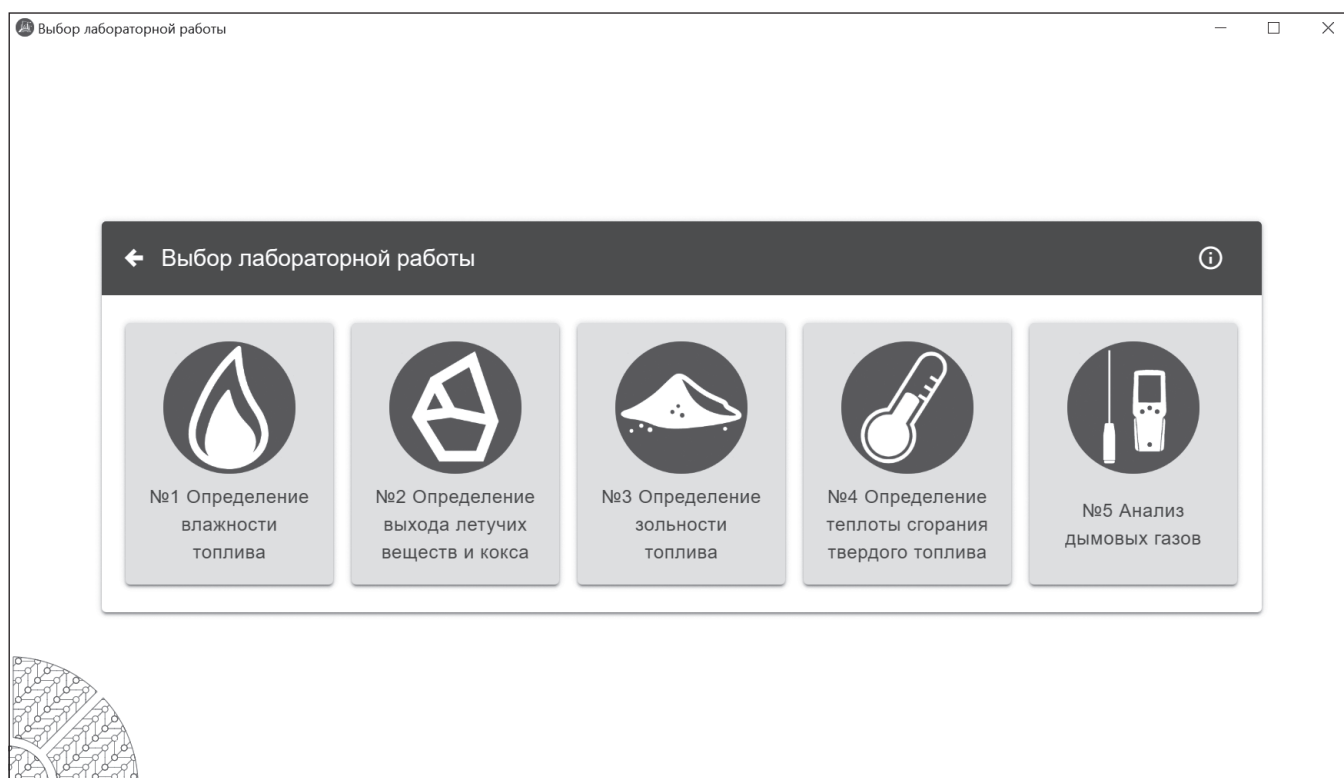 Выбор лабораторной работы
Выбор лабораторной работы
№1 Определение
влажности
топлива
№2 Определение
выхода летучих
веществ и кокса
№3 Определение
зольности
топлива
№4 Определение
теплоты сгорания
твердого топлива
№5 Анализ
дымовых газов